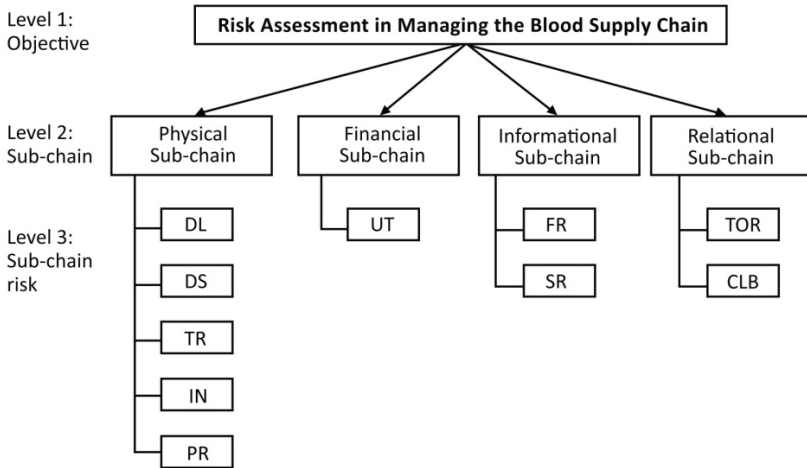 Level 1:
Objective
Risk Assessment in Managing the Blood Supply Chain
Level 2:
Sub-chain
Physical
Sub-chain
Financial
Sub-chain
Informational
Sub-chain
Relational
Sub-chain
Level 3:
Sub-chain
risk
DL
UT
FR
TOR
DS
SR
CLB
TR
IN
PR